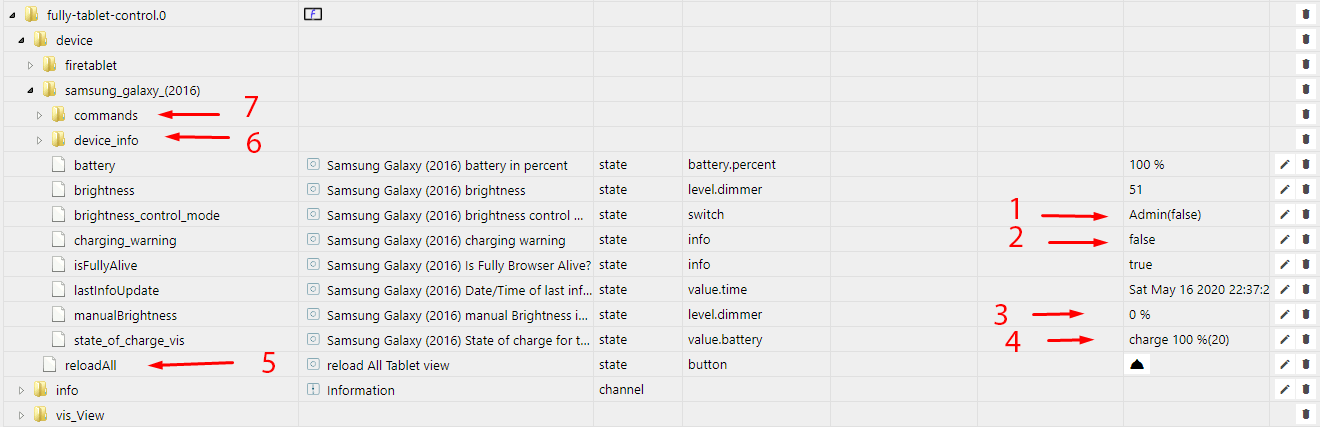 fully-tablet-control.0
device
firetablet
samsung_galaxy_(2016)
commands 7
device_info 6
battery Samsung Galaxy (2016) battery in percent state battery.percent 100 %
brightness Samsung Galaxy (2016) brightness state level.dimmer 51
brightness_control_mode Samsung Galaxy (2016) brightness control ... state switch 1 Admin(false)
charging_warning Samsung Galaxy (2016) charging warning state info 2 false
isFullyAlive Samsung Galaxy (2016) Is Fully Browser Alive? state info true
lastInfoUpdate Samsung Galaxy (2016) Date/Time of last inf... state value.time Sat May 16 2020 22:37:2
manualBrightness Samsung Galaxy (2016) manual Brightness i... state level.dimmer 3 0 %
state_of_charge_vis Samsung Galaxy (2016) State of charge for t... state value.battery 4 charge 100 %(20)
reloadAll 5 reload All Tablet view state button
info Information channel
vis_View